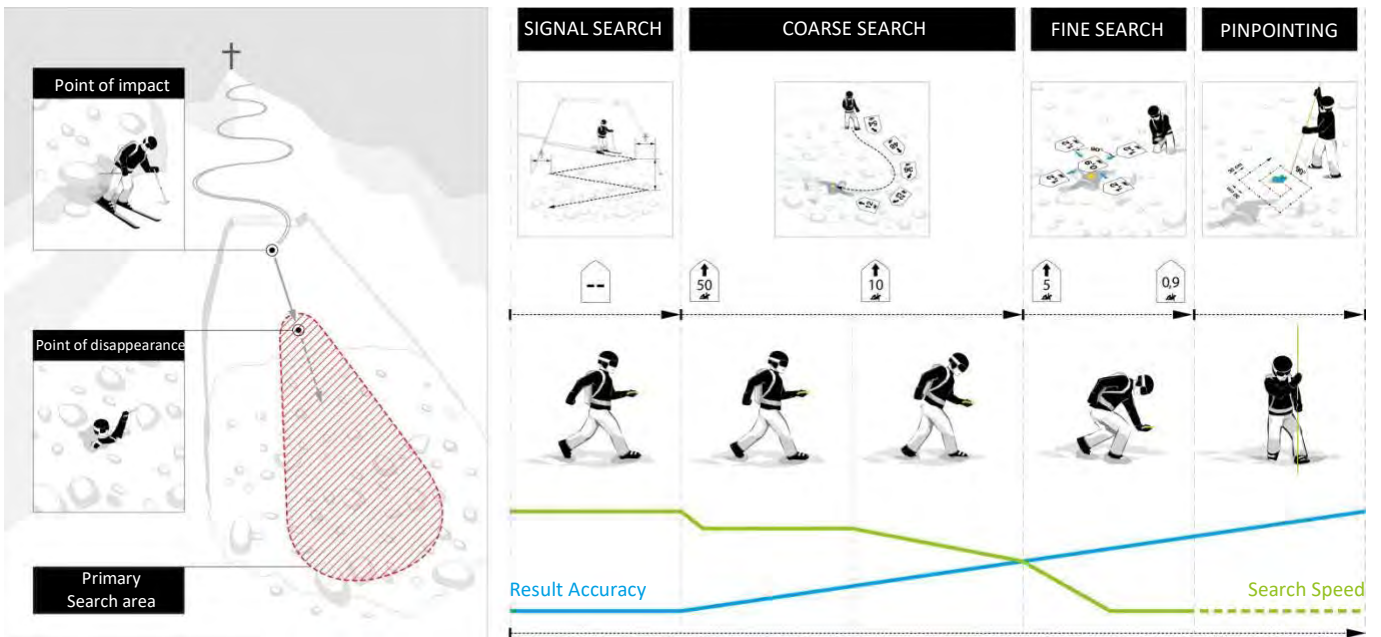 Point of impact
Point of disappearance
Primary
Search area
SIGNAL SEARCH
COARSE SEARCH
FINE SEARCH
PINPOINTING
--
50
10
5
0,9
Result Accuracy
Search Speed